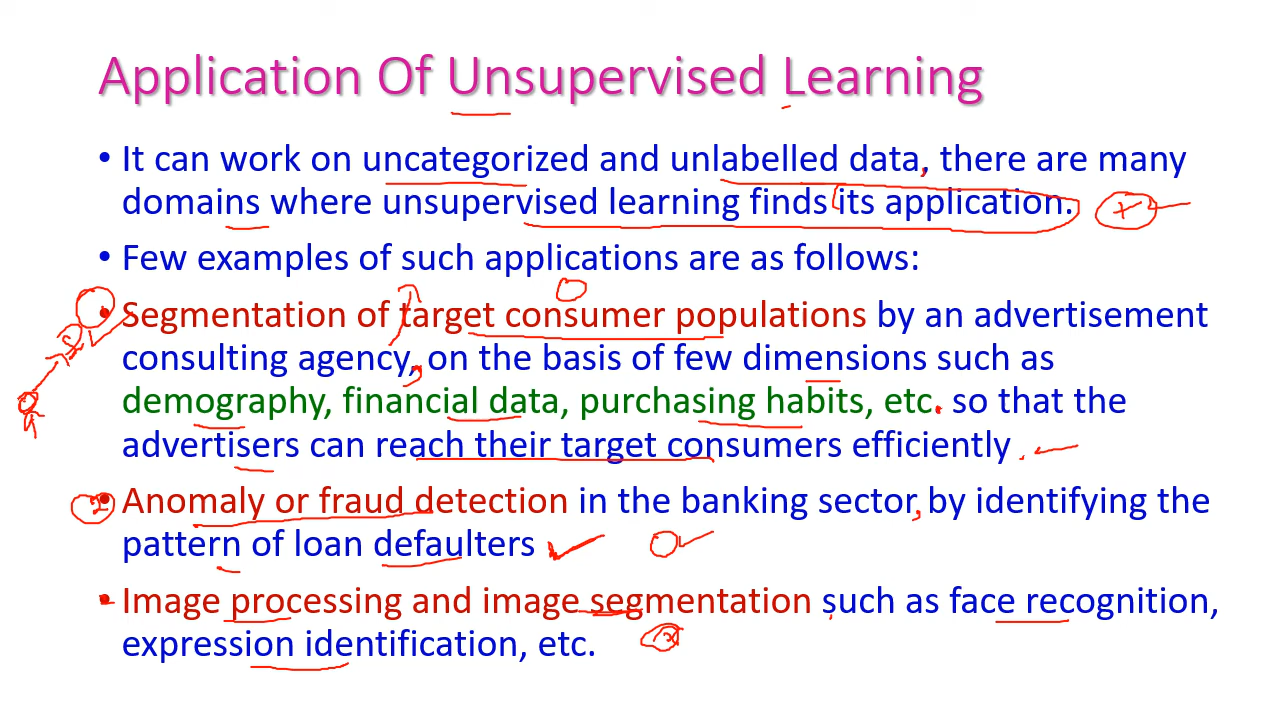 Application Of Unsupervised Learning
• It can work on uncategorized and unlabelled data, there are many
domains where unsupervised learning finds its application.
• Few examples of such applications are as follows:
• Segmentation of target consumer populations by an advertisement
consulting agency, on the basis of few dimensions such as
demography, financial data, purchasing habits, etc. so that the
advertisers can reach their target consumers efficiently
• Anomaly or fraud detection in the banking sector, by identifying the
pattern of loan defaulters
• Image processing and image segmentation such as face recognition,
expression identification, etc.